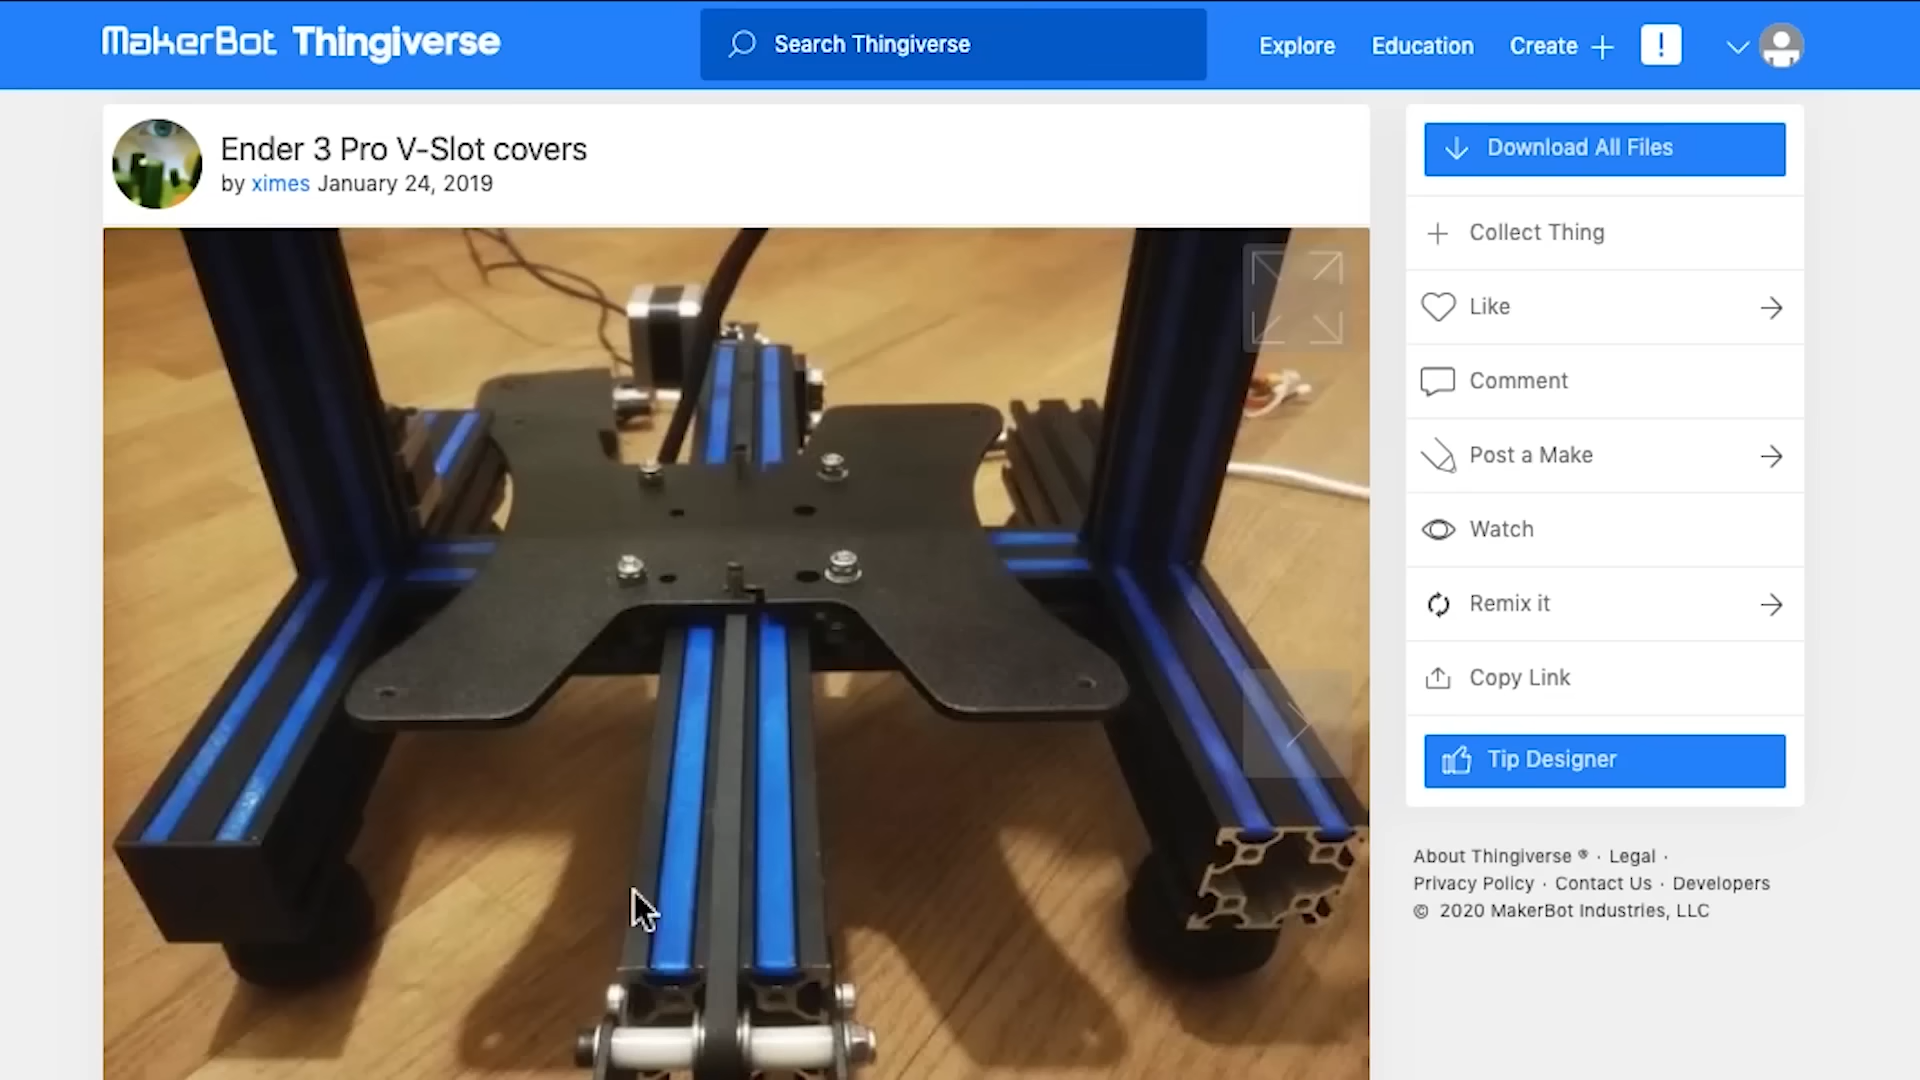 MakerBot Thingiverse
Search Thingiverse
Explore
Education
Create
!
Ender 3 Pro V-Slot covers
by ximes January 24, 2019
Download All Files
Collect Thing
Like
Comment
Post a Make
Watch
Remix it
Copy Link
Tip Designer
About Thingiverse ® · Legal ·
Privacy Policy · Contact Us · Developers
© 2020 MakerBot Industries, LLC